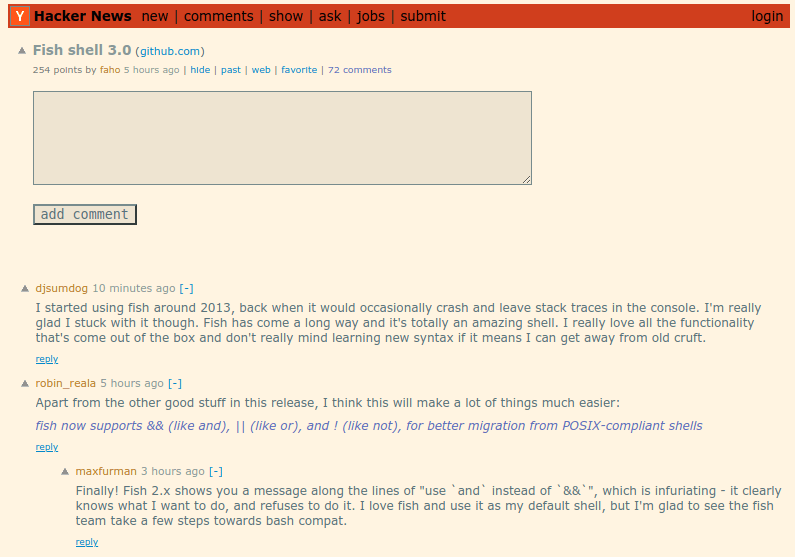 Y Hacker News new | comments | show | ask | jobs | submit login
Fish shell 3.0 (github.com)
254 points by faho 5 hours ago | hide | past | web | favorite | 72 comments
add comment
djsumdog 10 minutes ago [-]
I started using fish around 2013, back when it would occasionally crash and leave stack traces in the console. I'm really
glad I stuck with it though. Fish has come a long way and it's totally an amazing shell. I really love all the functionality
that's come out of the box and don't really mind learning new syntax if it means I can get away from old cruft.
reply
robin_reala 5 hours ago [-]
Apart from the other good stuff in this release, I think this will make a lot of things much easier:
fish now supports && (like and), || (like or), and ! (like not), for better migration from POSIX-compliant shells
reply
maxfurman 3 hours ago [-]
Finally! Fish 2.x shows you a message along the lines of "use `and` instead of `&&`", which is infuriating - it clearly
knows what I want to do, and refuses to do it. I love fish and use it as my default shell, but I'm glad to see the fish
team take a few steps towards bash compat.
reply